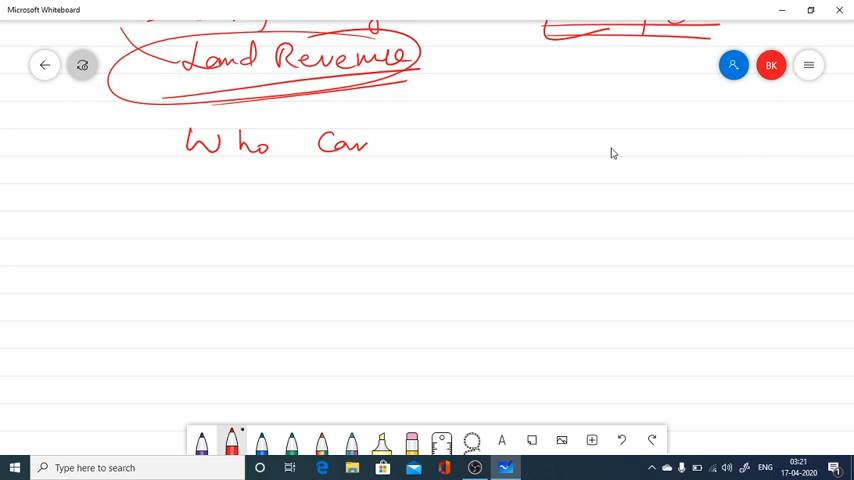 Microsoft Whiteboard
Land Revenue
BK
Who Can
A
Type here to search
ENG
03:21
17-04-2020